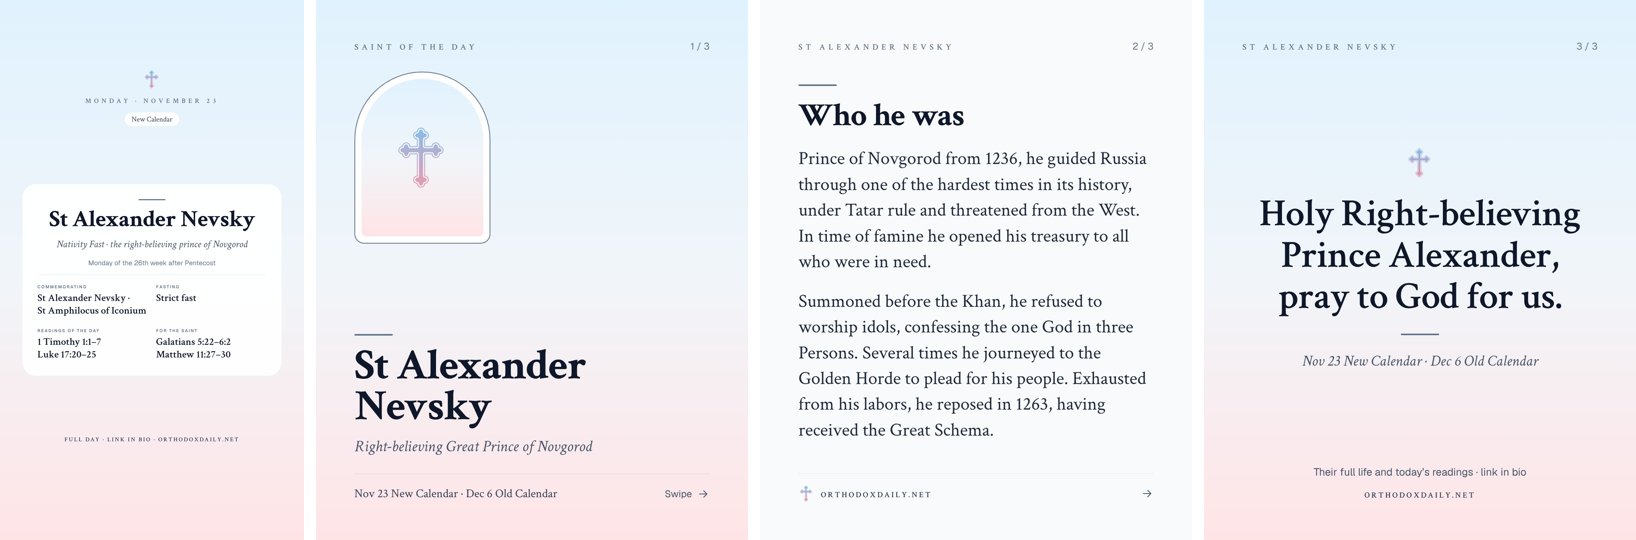 MONDAY · NOVEMBER 23
New Calendar
St Alexander Nevsky
Nativity Fast · the right-believing prince of Novgorod
Monday of the 26th week after Pentecost
COMMEMORATING
St Alexander Nevsky ·
St Amphilocus of Iconium
FASTING
Strict fast
READINGS OF THE DAY
1 Timothy 1:1–7
Luke 17:20–25
FOR THE SAINT
Galatians 5:22–6:2
Matthew 11:27–30
FULL DAY · LINK IN BIO · ORTHODOXDAILY.NET
SAINT OF THE DAY
1 / 3
St Alexander
Nevsky
Right-believing Great Prince of Novgorod
Nov 23 New Calendar · Dec 6 Old Calendar
Swipe →
ST ALEXANDER NEVSKY
2 / 3
Who he was
Prince of Novgorod from 1236, he guided Russia
through one of the hardest times in its history,
under Tatar rule and threatened from the West.
In time of famine he opened his treasury to all
who were in need.
Summoned before the Khan, he refused to
worship idols, confessing the one God in three
Persons. Several times he journeyed to the
Golden Horde to plead for his people. Exhausted
from his labors, he reposed in 1263, having
received the Great Schema.
ORTHODOXDAILY.NET
→
ST ALEXANDER NEVSKY
3 / 3
Holy Right-believing
Prince Alexander,
pray to God for us.
Nov 23 New Calendar · Dec 6 Old Calendar
Their full life and today's readings · link in bio
ORTHODOXDAILY.NET